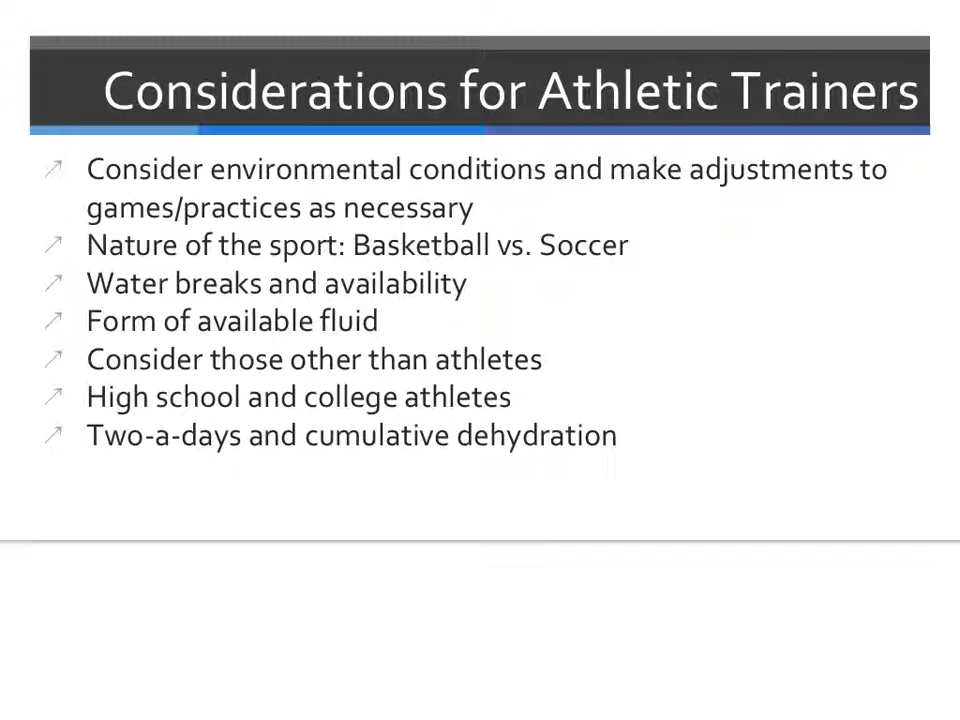 Considerations for Athletic Trainers
Consider environmental conditions and make adjustments to
games/practices as necessary
Nature of the sport: Basketball vs. Soccer
Water breaks and availability
Form of available fluid
Consider those other than athletes
High school and college athletes
Two-a-days and cumulative dehydration